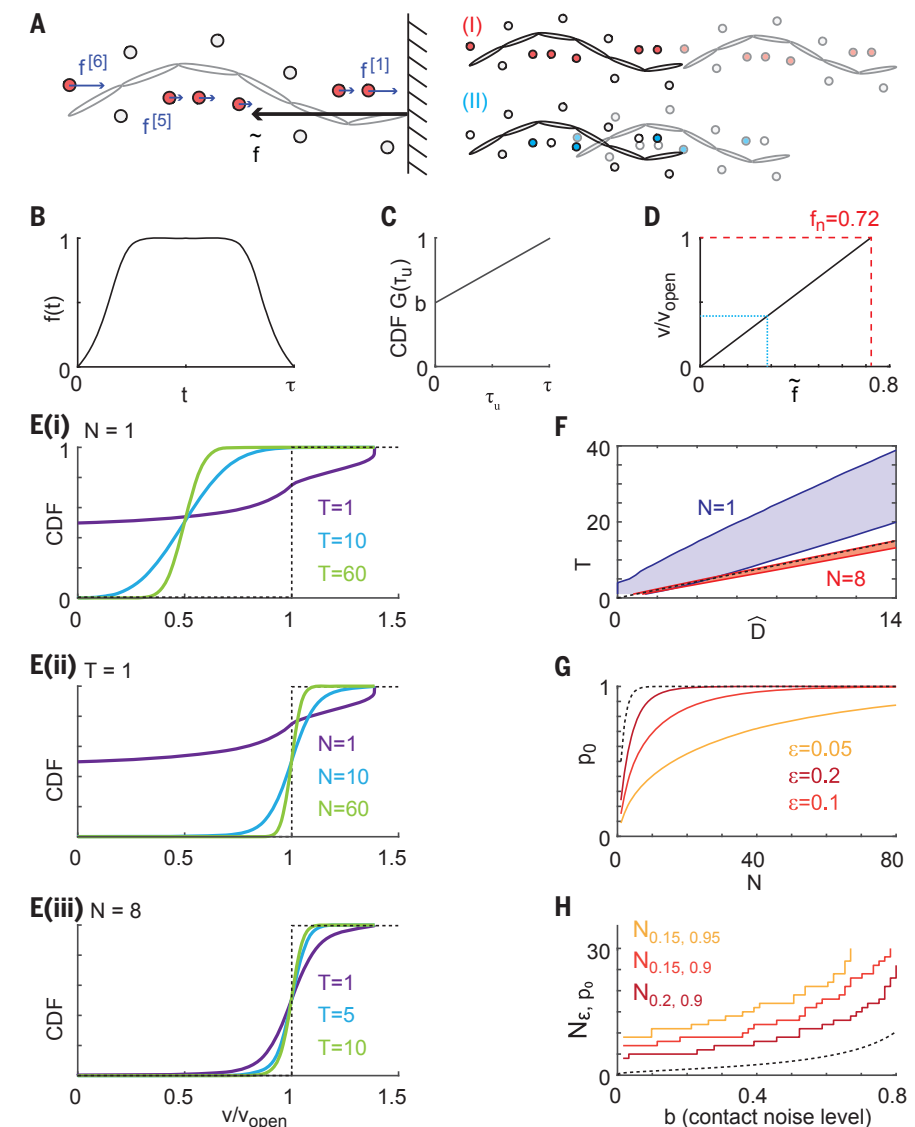 A
f[6]
f[1]
f[5]
f̃
(I)
(II)
B
1
f(t)
0
0
t
τ
C
1
CDF G(τu)
b
0
0
τu
τ
D
fn=0.72
1
v/vopen
0
0
f̃
0.8
E(i) N = 1
1
CDF
T=1
T=10
T=60
0
0
0.5
1
1.5
E(ii) T = 1
CDF
N=1
N=10
N=60
0
0.5
1
1.5
E(iii) N = 8
CDF
T=1
T=5
T=10
0
0.5
1
1.5
v/vopen
F
40
20
0
T
N=1
N=8
0
D̂
14
G
1
p0
0
ε=0.05
ε=0.2
ε=0.1
0
40
80
N
H
N0.15, 0.95
N0.15, 0.9
N0.2, 0.9
30
Nε, p0
0
0
0.4
0.8
b (contact noise level)